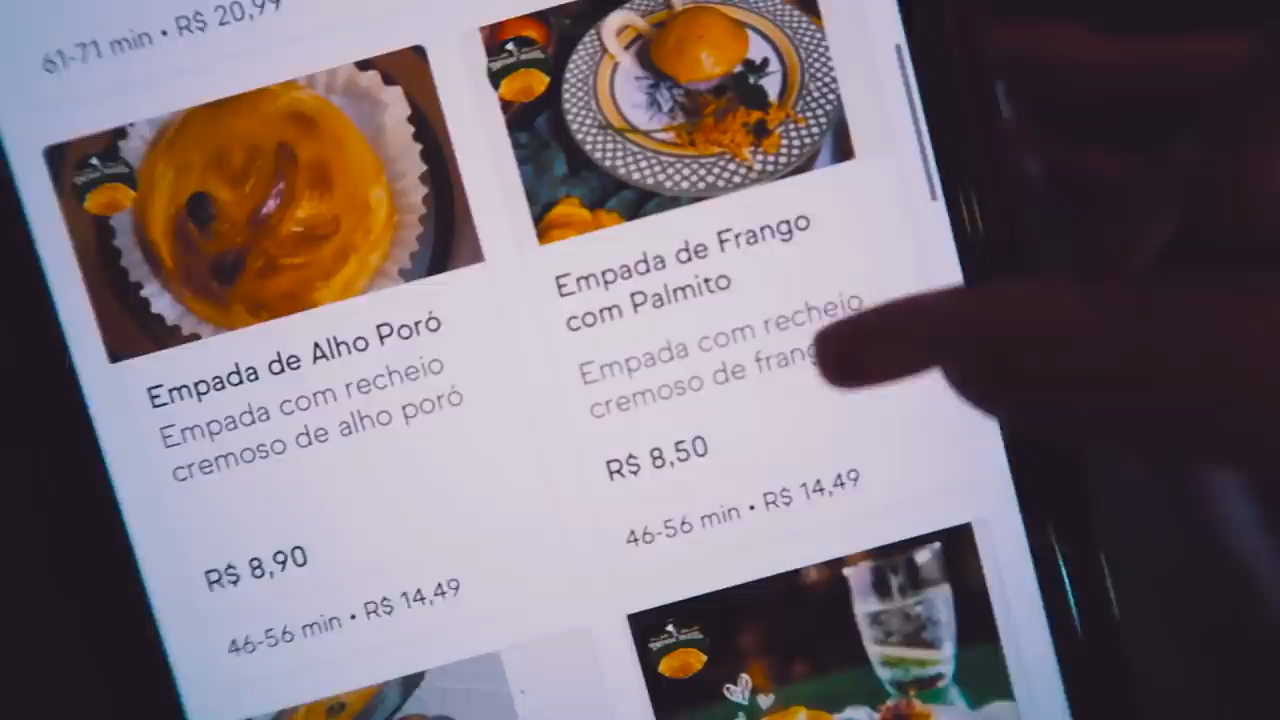 61-71 min • R$ 20,99
Empada de Alho Poró
Empada com recheio
cremoso de alho poró
R$ 8,90
46-56 min • R$ 14,49
Empada de Frango
com Palmito
Empada com recheio
cremoso de
R$ 8,50
46-56 min • R$ 14,49